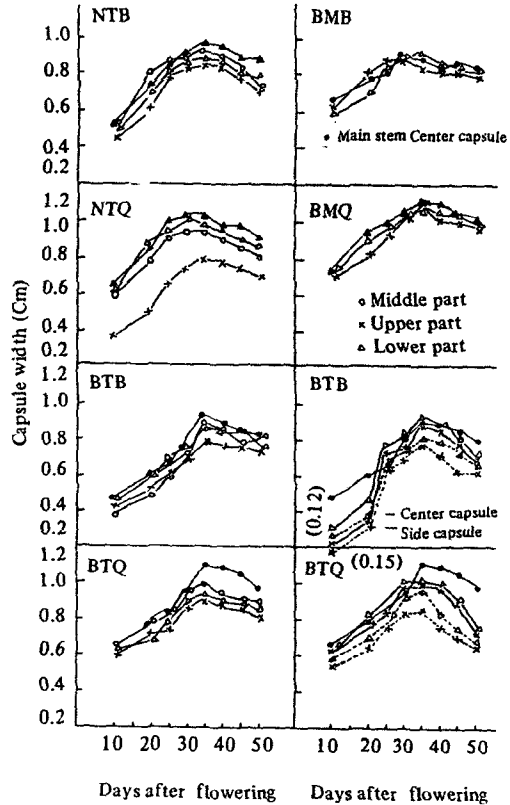 NTB
BMB
1.0
0.8
0.6
0.4
0.2
• Main stem Center capsule
1.2
NTQ
BMQ
1.0
0.8
0.6
0.4
0.2
○ Middle part
× Upper part
△ Lower part
Capsule width (Cm)
1.2
BTB
BTB
1.0
0.8
0.6
0.4
0.2
(0.12)
– Center capsule
— Side capsule
1.2
BTQ
BTQ
(0.15)
1.0
0.8
0.6
0.4
0.2
10 20 30 40 50
10 20 30 40 50
Days after flowering
Days after flowering